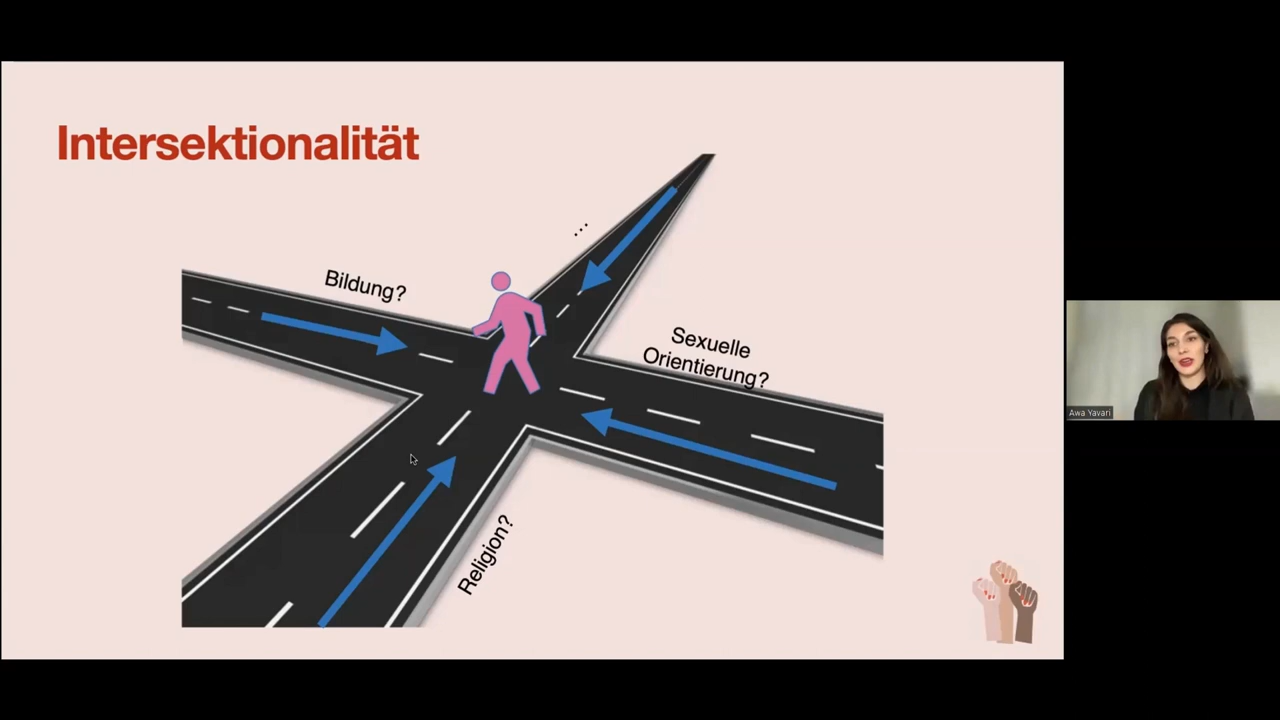 Intersektionalität
...
Bildung?
Sexuelle
Orientierung?
Religion?
Awa Yavari